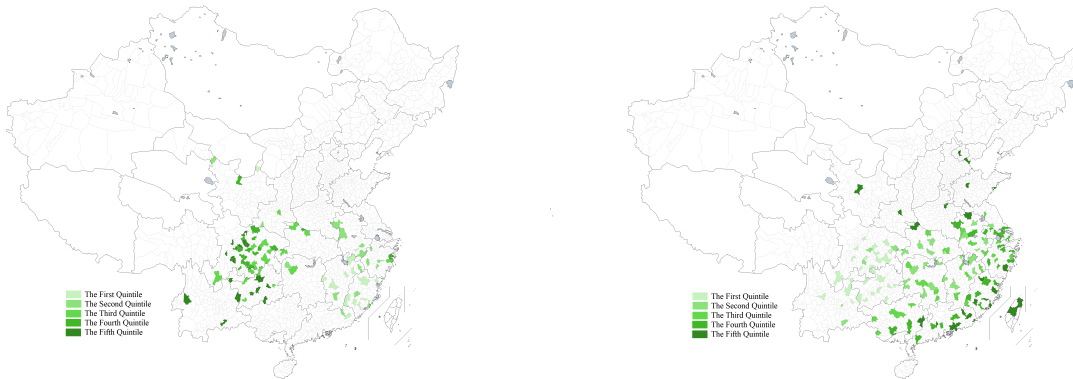 The First Quintile
The Second Quintile
The Third Quintile
The Fourth Quintile
The Fifth Quintile
The First Quintile
The Second Quintile
The Third Quintile
The Fourth Quintile
The Fifth Quintile